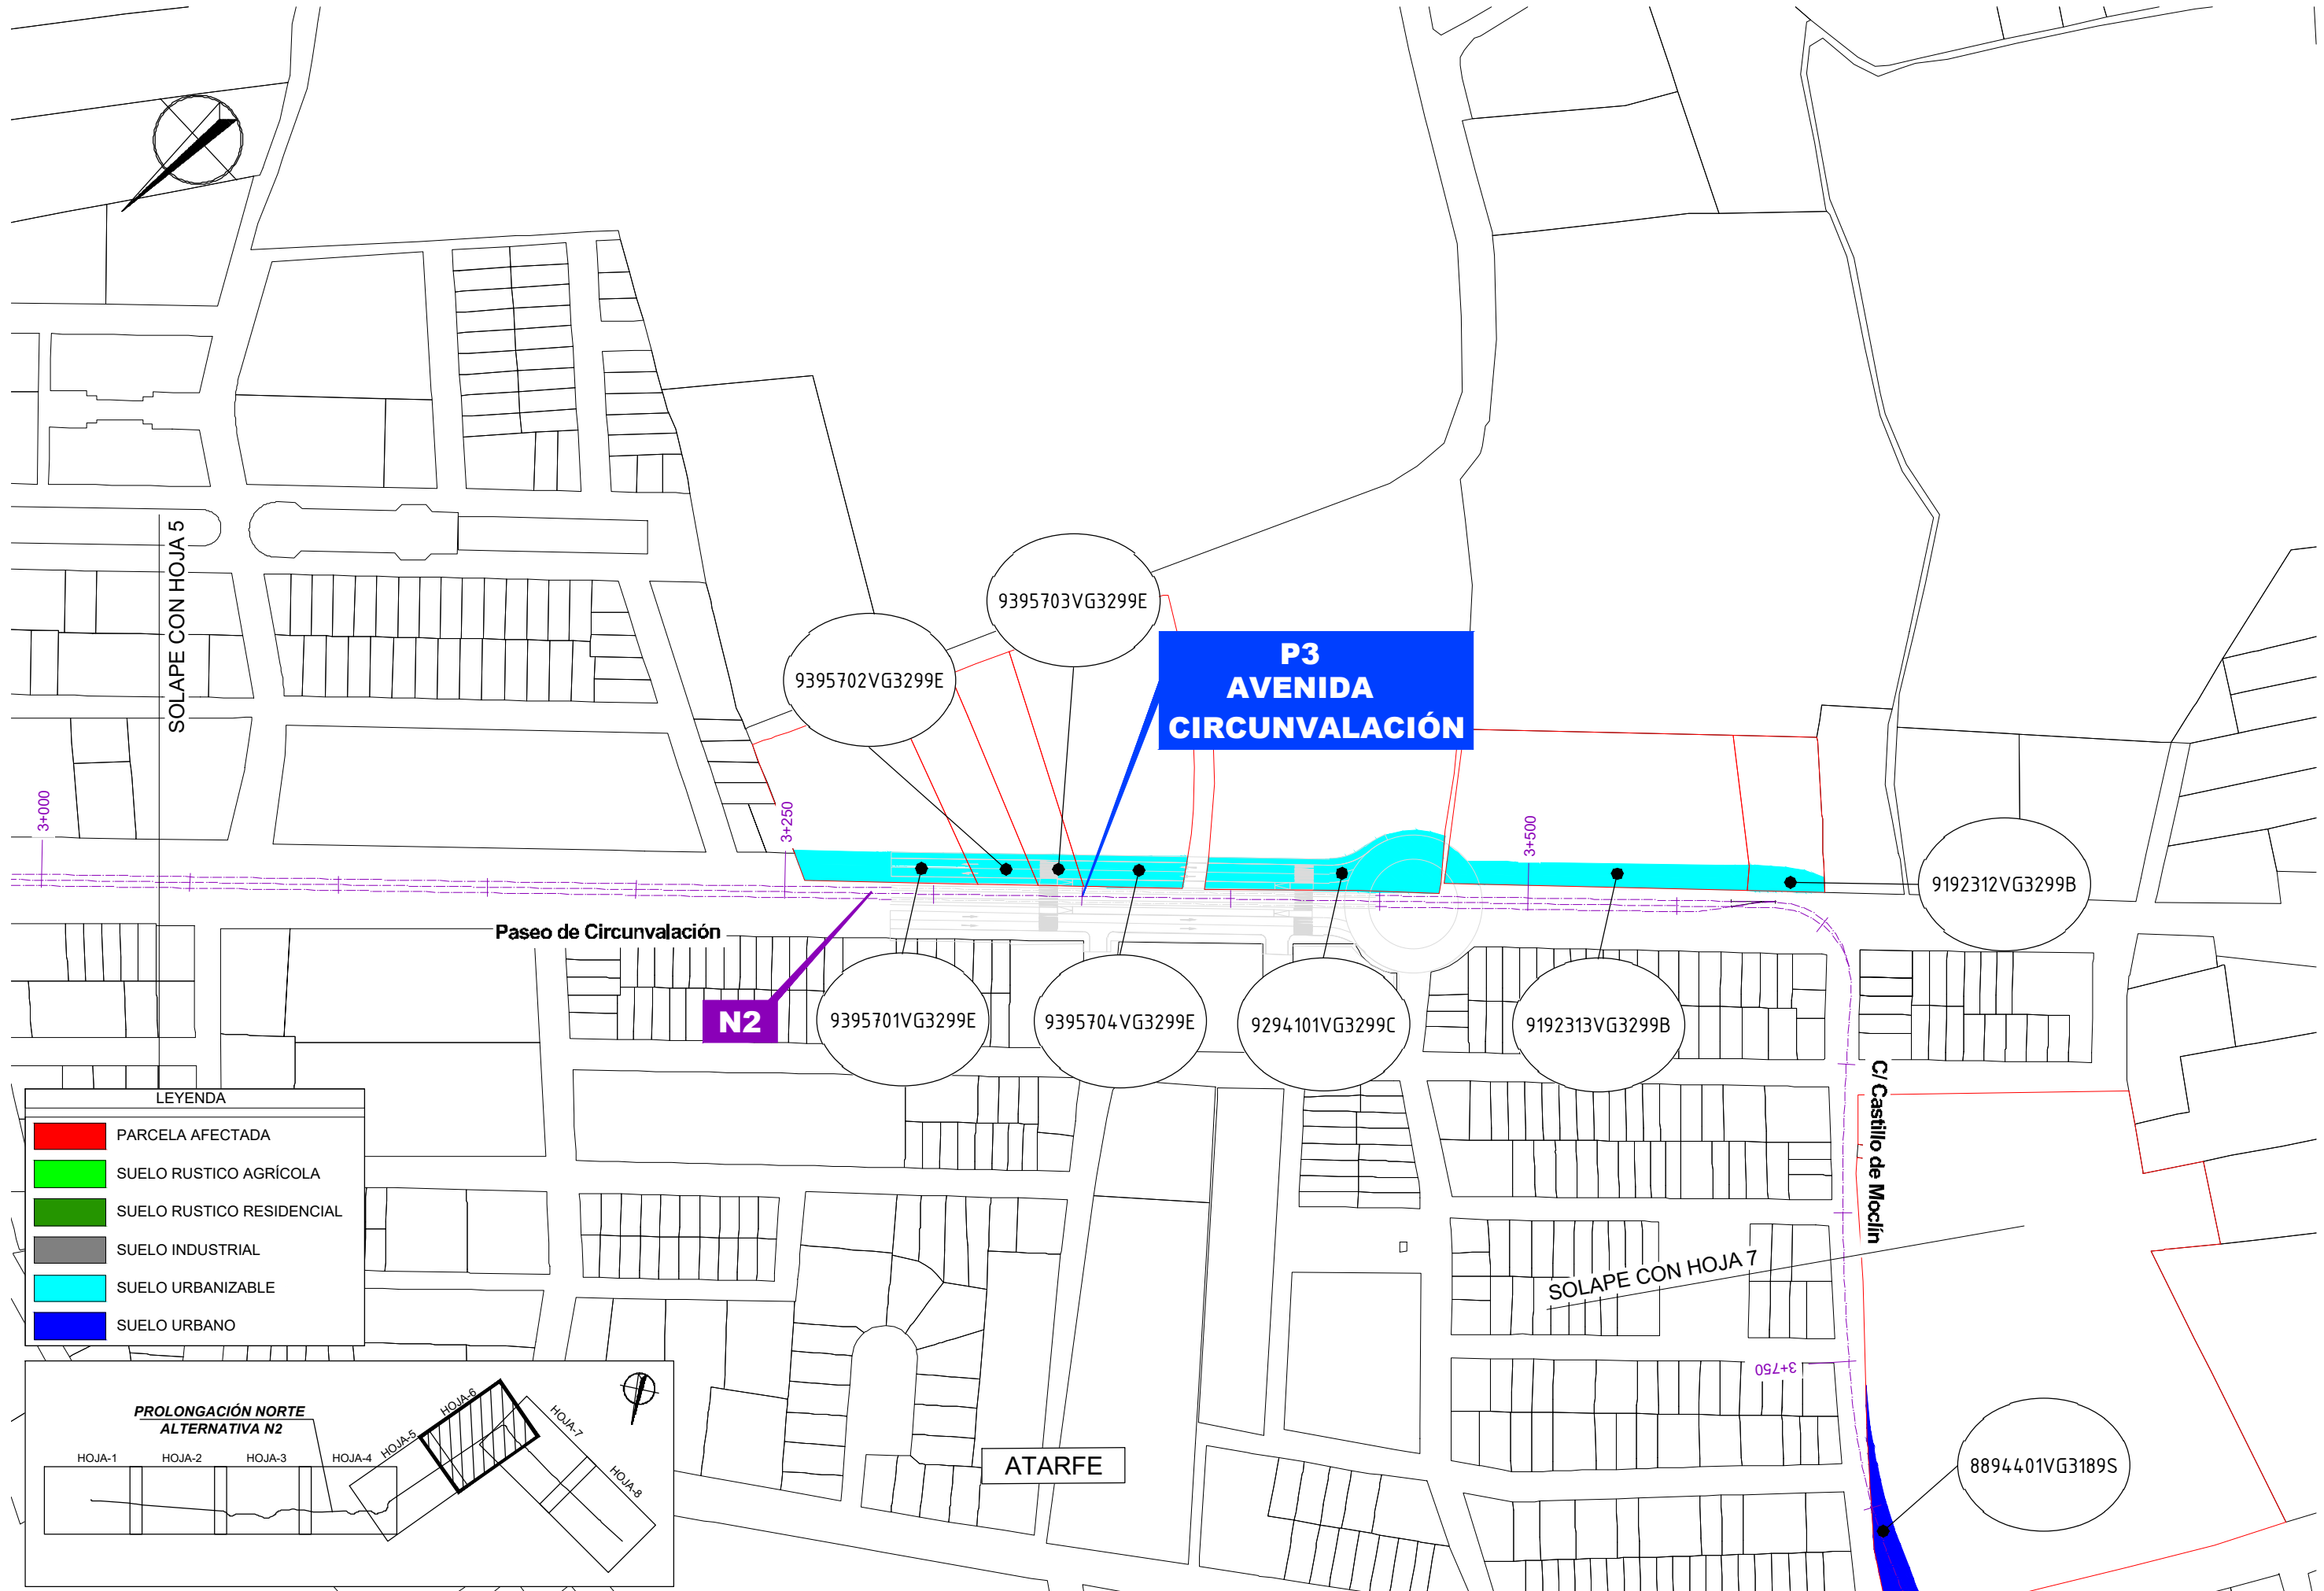 SOLAPE CON HOJA 5
9395703VG3299E
9395702VG3299E
P3
AVENIDA
CIRCUNVALACIÓN
3+000
3+250
3+500
9192312VG3299B
Paseo de Circunvalación
N2
9395701VG3299E
9395704VG3299E
9294101VG3299C
9192313VG3299B
C/ Castillo de Moclín
LEYENDA
PARCELA AFECTADA
SUELO RUSTICO AGRÍCOLA
SUELO RUSTICO RESIDENCIAL
SUELO INDUSTRIAL
SUELO URBANIZABLE
SUELO URBANO
SOLAPE CON HOJA 7
3+750
PROLONGACIÓN NORTE
ALTERNATIVA N2
HOJA-1
HOJA-2
HOJA-3
HOJA-4
HOJA-5
HOJA-6
HOJA-7
HOJA-8
ATARFE
8894401VG3189S